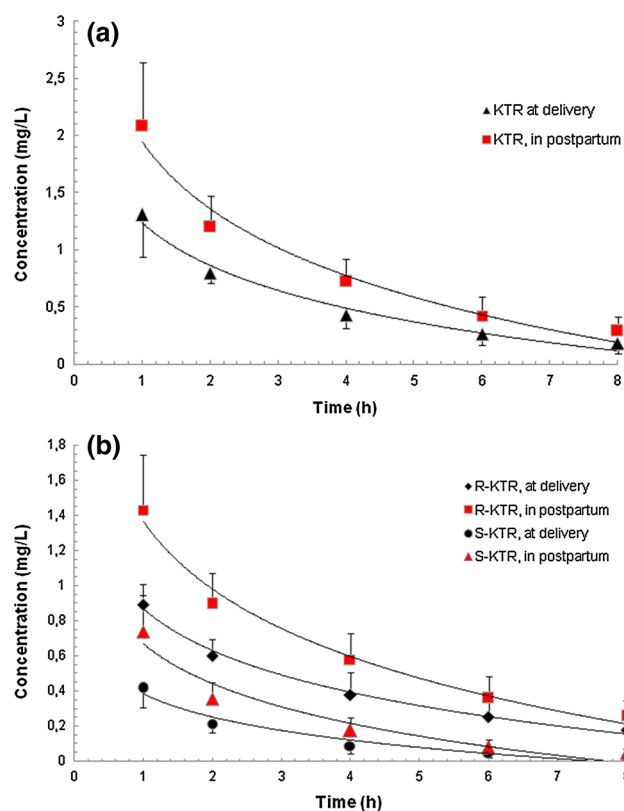 (a)
Concentration (mg/L)
3
2,5
2
1,5
1
0,5
0
KTR at delivery
KTR, in postpartum
0 1 2 3 4 5 6 7 8
Time (h)
(b)
Concentration (mg/L)
1,8
1,6
1,4
1,2
1
0,8
0,6
0,4
0,2
0
R-KTR, at delivery
R-KTR, in postpartum
S-KTR, at delivery
S-KTR, in postpartum
0 1 2 3 4 5 6 7 8
Time (h)